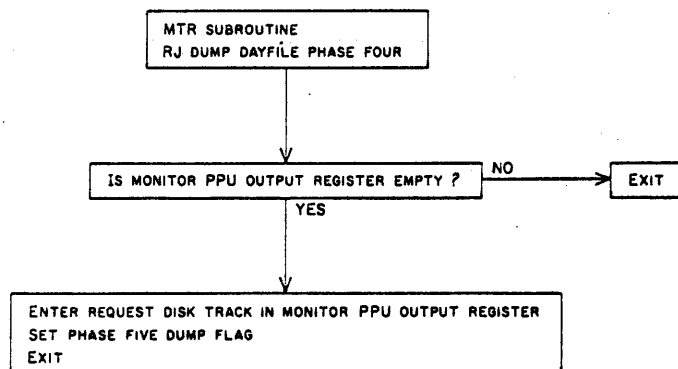 MTR SUBROUTINE
RJ DUMP DAYFILE PHASE FOUR
IS MONITOR PPU OUTPUT REGISTER EMPTY ?
NO
EXIT
YES
ENTER REQUEST DISK TRACK IN MONITOR PPU OUTPUT REGISTER
SET PHASE FIVE DUMP FLAG
EXIT